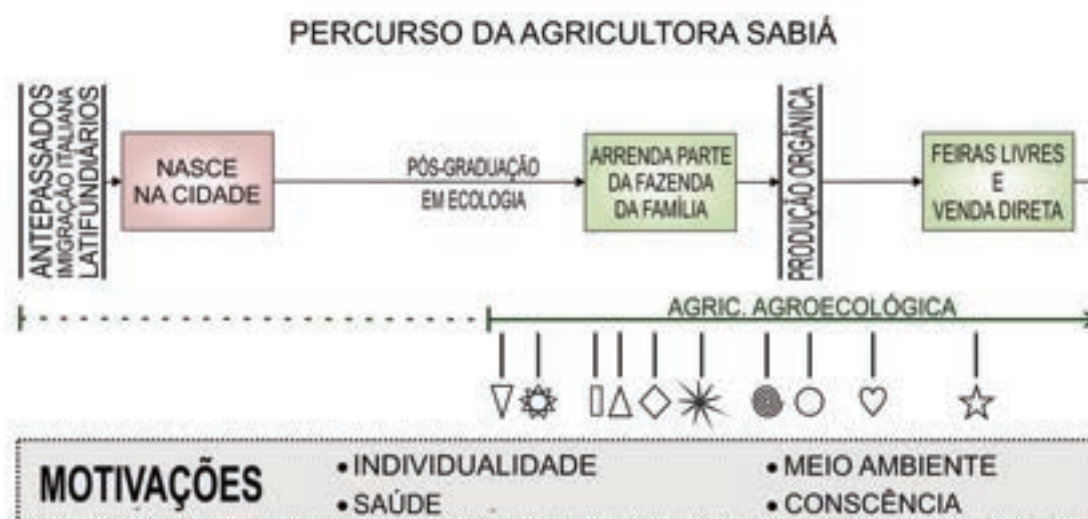 PERCURSO DA AGRICULTORA SABIÁ
ANTEPASSADOS
IMIGRAÇÃO ITALIANA
LATIFUNDIÁRIOS
NASCE
NA CIDADE
PÓS-GRADUAÇÃO
EM ECOLOGIA
ARRENDA PARTE
DA FAZENDA
DA FAMÍLIA
PRODUÇÃO ORGÂNICA
FEIRAS LIVRES
E
VENDA DIRETA
AGRIC. AGROECOLÓGICA
MOTIVAÇÕES
• INDIVIDUALIDADE
• SAÚDE
• MEIO AMBIENTE
• CONSCÊNCIA